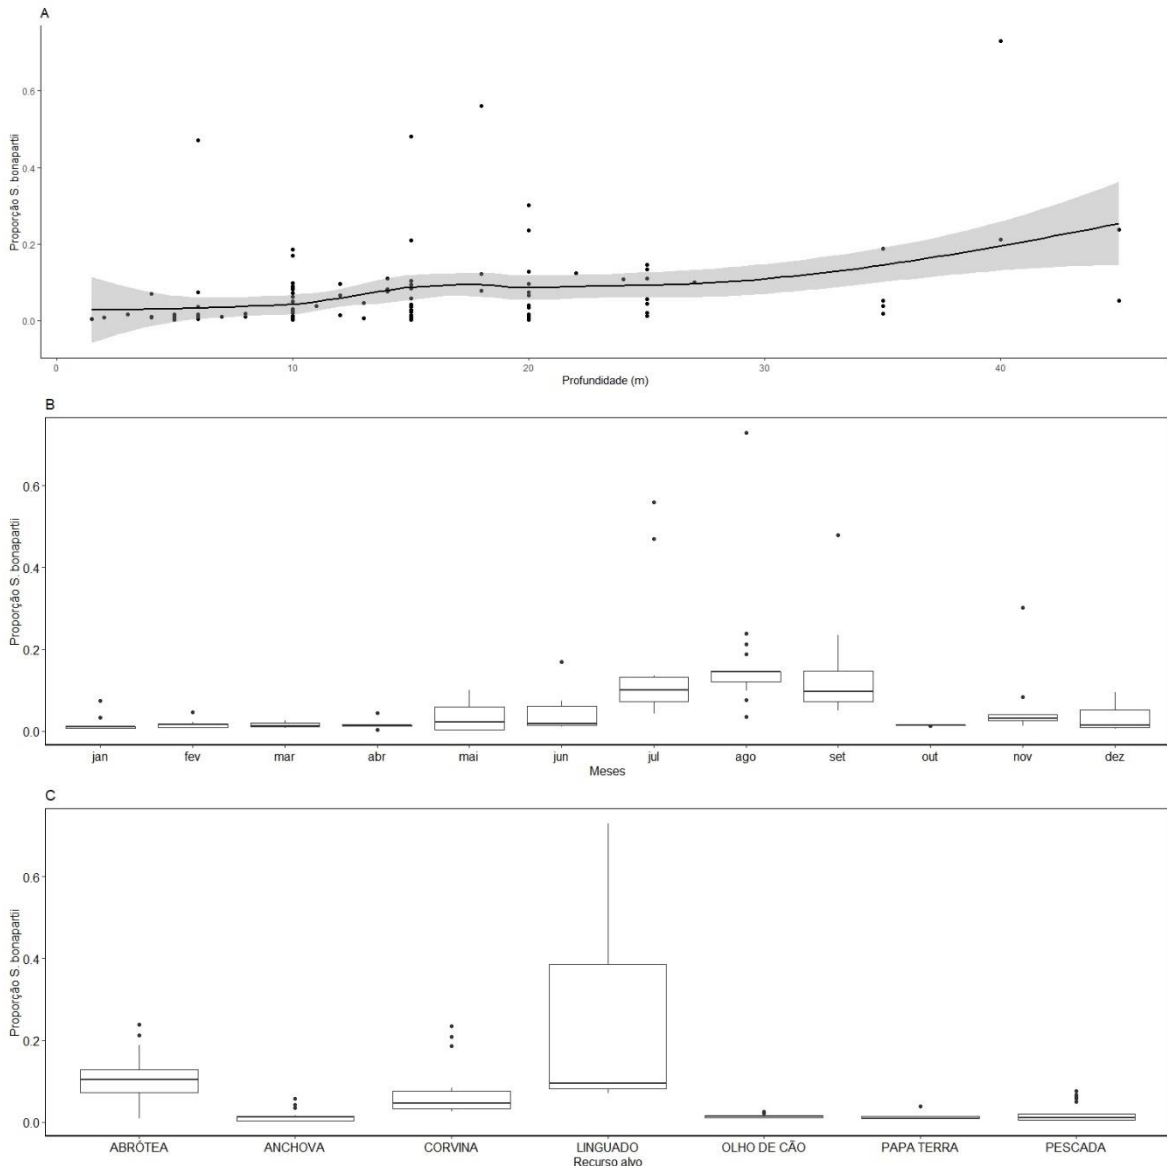 A
Proporção S. bonapartii
0.6
0.4
0.2
0.0
0 10 20 30 40
Profundidade (m)
B
Proporção S. bonapartii
0.6
0.4
0.2
0.0
jan fev mar abr mai jun jul ago set out nov dez
Meses
C
Proporção S. bonapartii
0.6
0.4
0.2
0.0
ABRÓTEA ANCHOVA CORVINA LINGUADO OLHO DE CÃO PAPA TERRA PESCADA
Recurso alvo